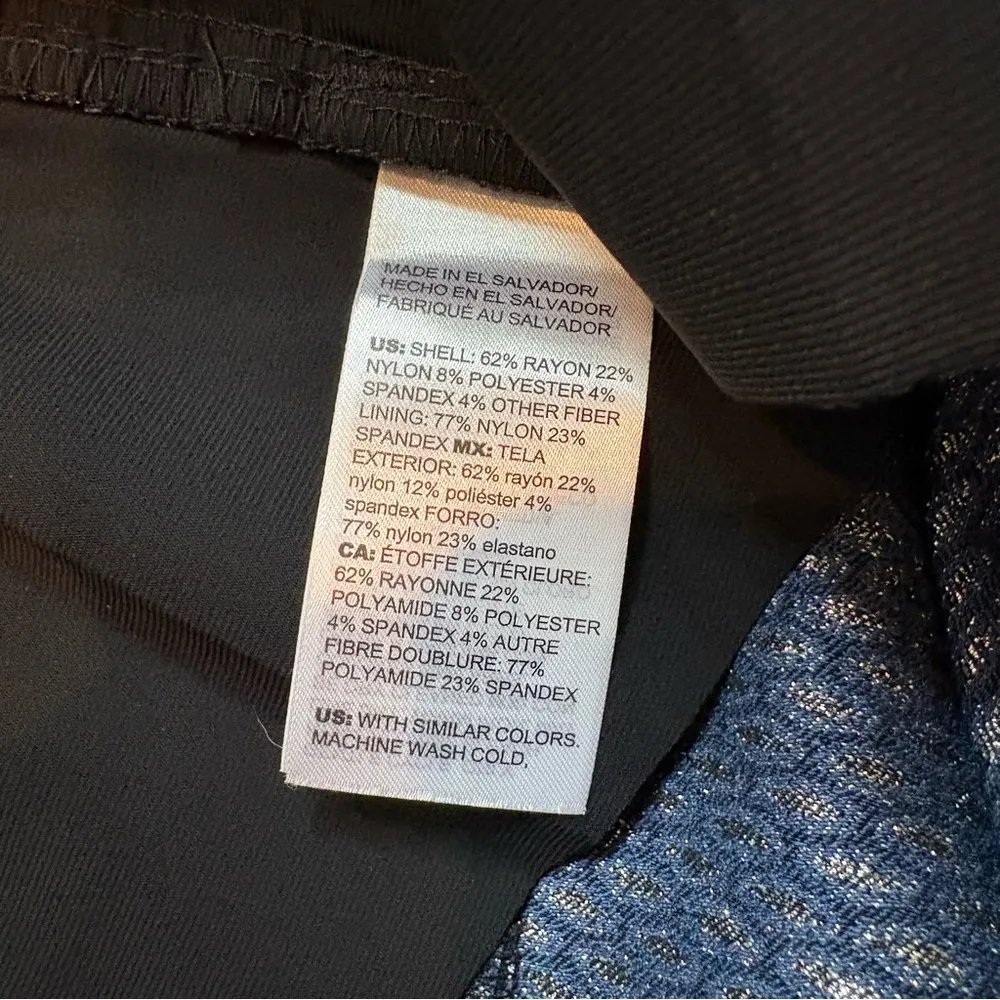 MADE IN EL SALVADOR/
HECHO EN EL SALVADOR/
FABRIQUÉ AU SALVADOR
US: SHELL: 62% RAYON 22%
NYLON 8% POLYESTER 4%
SPANDEX 4% OTHER FIBER
LINING: 77% NYLON 23%
SPANDEX MX: TELA
EXTERIOR: 62% rayón 22%
nylon 12% poliéster 4%
spandex FORRO:
77% nylon 23% elastano
CA: ÉTOFFE EXTÉRIEURE:
62% RAYONNE 22%
POLYAMIDE 8% POLYESTER
4% SPANDEX 4% AUTRE
FIBRE DOUBLURE: 77%
POLYAMIDE 23% SPANDEX
US: WITH SIMILAR COLORS.
MACHINE WASH COLD,